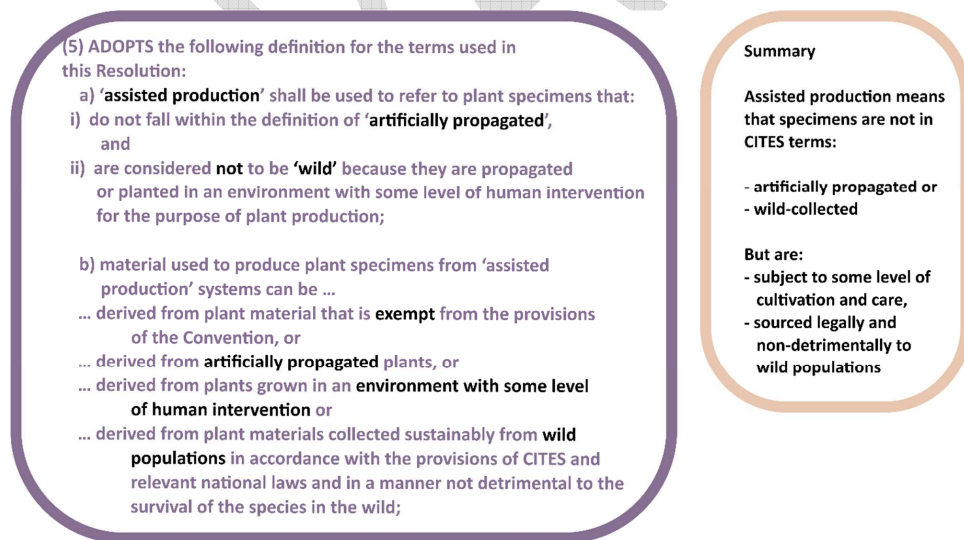 (5) ADOPTS the following definition for the terms used in
this Resolution:
a) ‘assisted production’ shall be used to refer to plant specimens that:
i) do not fall within the definition of ‘artificially propagated’,
and
ii) are considered not to be ‘wild’ because they are propagated
or planted in an environment with some level of human intervention
for the purpose of plant production;
b) material used to produce plant specimens from ‘assisted
production’ systems can be ...
... derived from plant material that is exempt from the provisions
of the Convention, or
... derived from artificially propagated plants, or
... derived from plants grown in an environment with some level
of human intervention or
... derived from plant materials collected sustainably from wild
populations in accordance with the provisions of CITES and
relevant national laws and in a manner not detrimental to the
survival of the species in the wild;
Summary
Assisted production means
that specimens are not in
CITES terms:
- artificially propagated or
- wild-collected
But are:
- subject to some level of
cultivation and care,
- sourced legally and
non-detrimentally to
wild populations